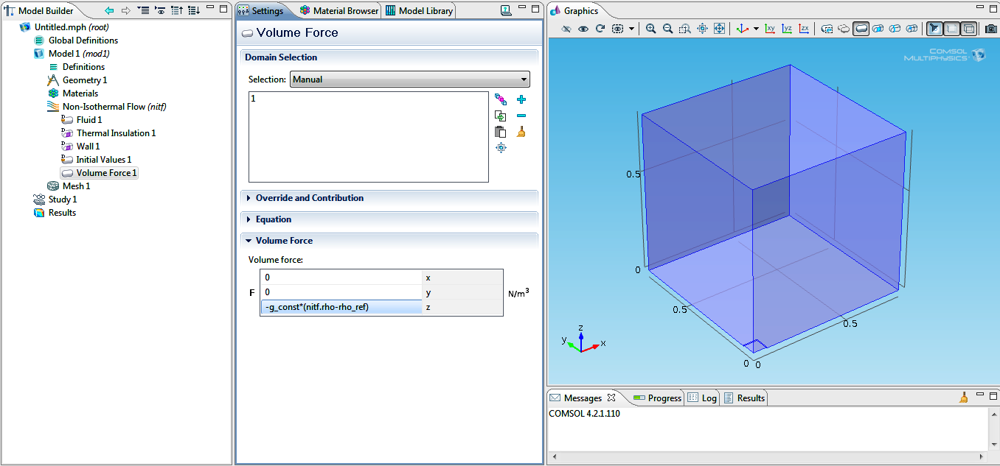 Model Builder
Untitled.mph (root)
Global Definitions
Model 1 (mod1)
Definitions
Geometry 1
Materials
Non-Isothermal Flow (nitf)
Fluid 1
Thermal Insulation 1
Wall 1
Initial Values 1
Volume Force 1
Mesh 1
Study 1
Results
Settings Material Browser Model Library
Volume Force
Domain Selection
Selection: Manual
1
Override and Contribution
Equation
Volume Force
Volume force:
0 x
F 0 y N/m³
-g_const*(nitf.rho-rho_ref) z
Graphics
xy yz zx
COMSOL
MULTIPHYSICS
0.5
0
0.5
0.5
0 0
z
y x
Messages Progress Log Results
COMSOL 4.2.1.110